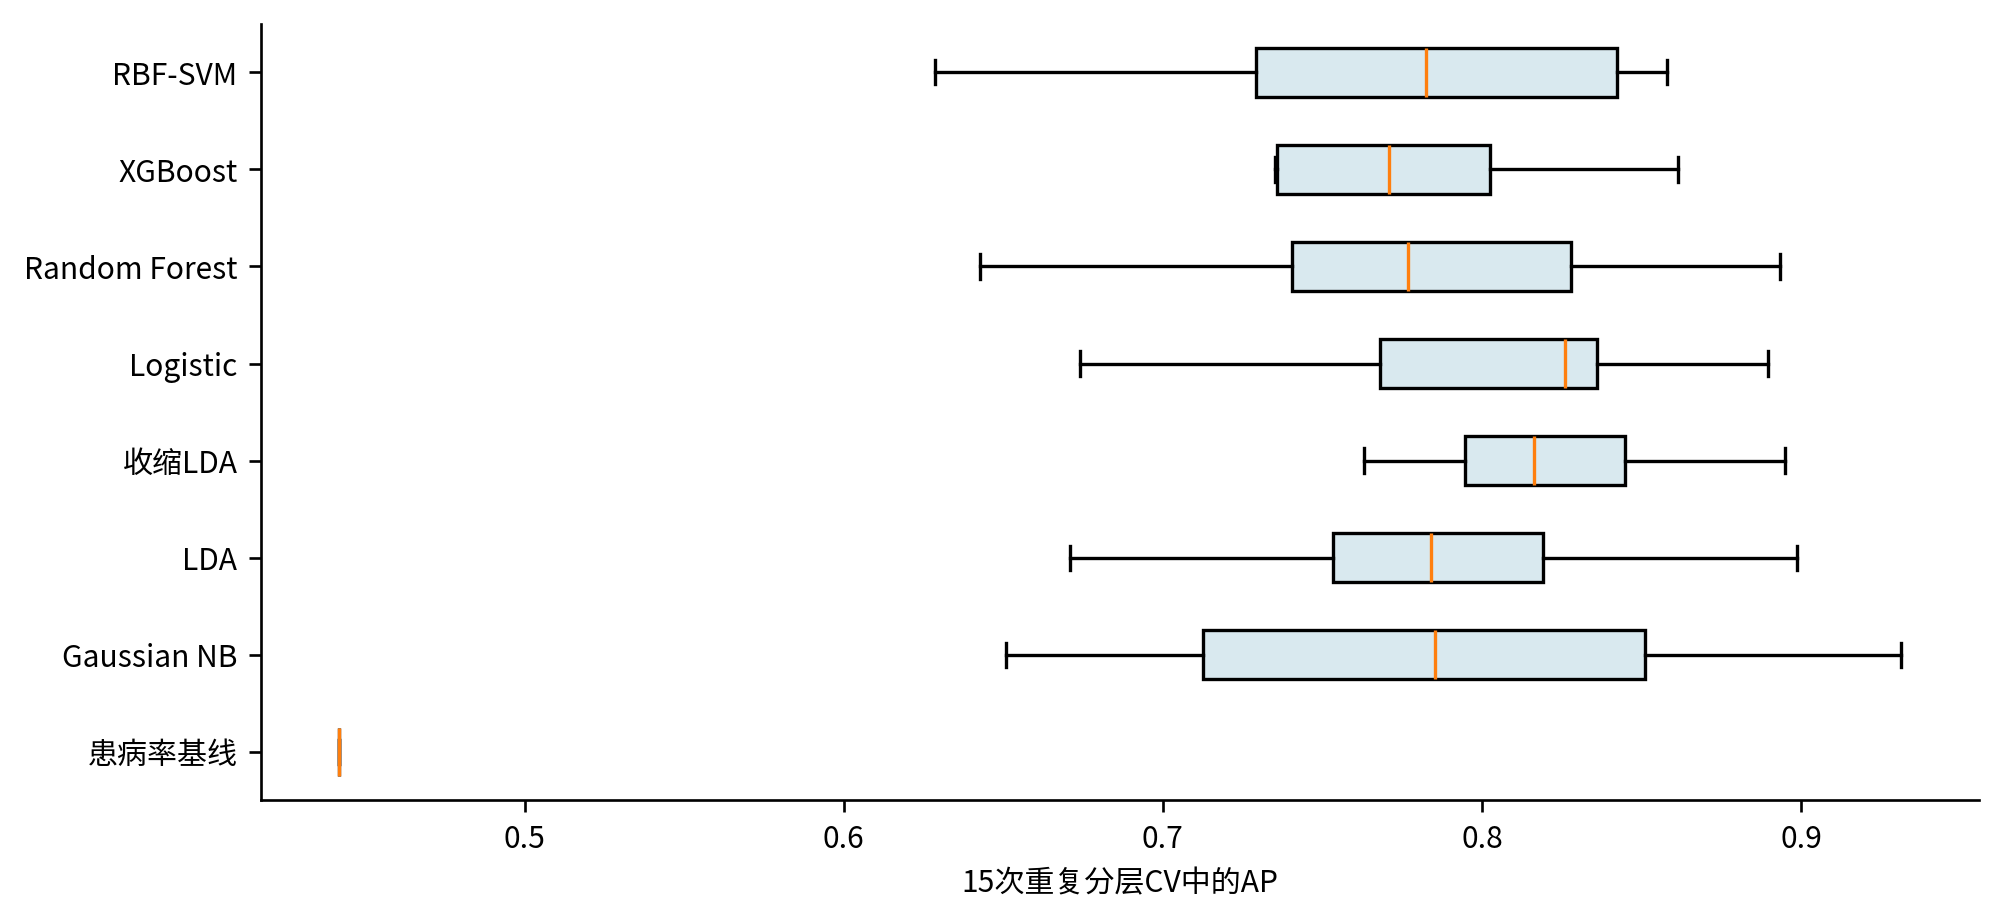 RBF-SVM
XGBoost
Random Forest
Logistic
收缩LDA
LDA
Gaussian NB
患病率基线
0.5
0.6
0.7
0.8
0.9
15次重复分层CV中的AP